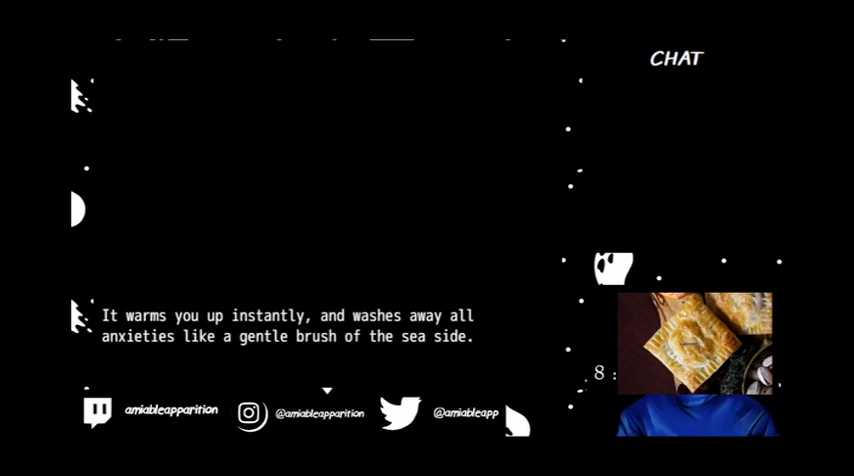 CHAT
It warms you up instantly, and washes away all
anxieties like a gentle brush of the sea side.
8 :
amiableapparition
@amiableapparition
@amiableapp